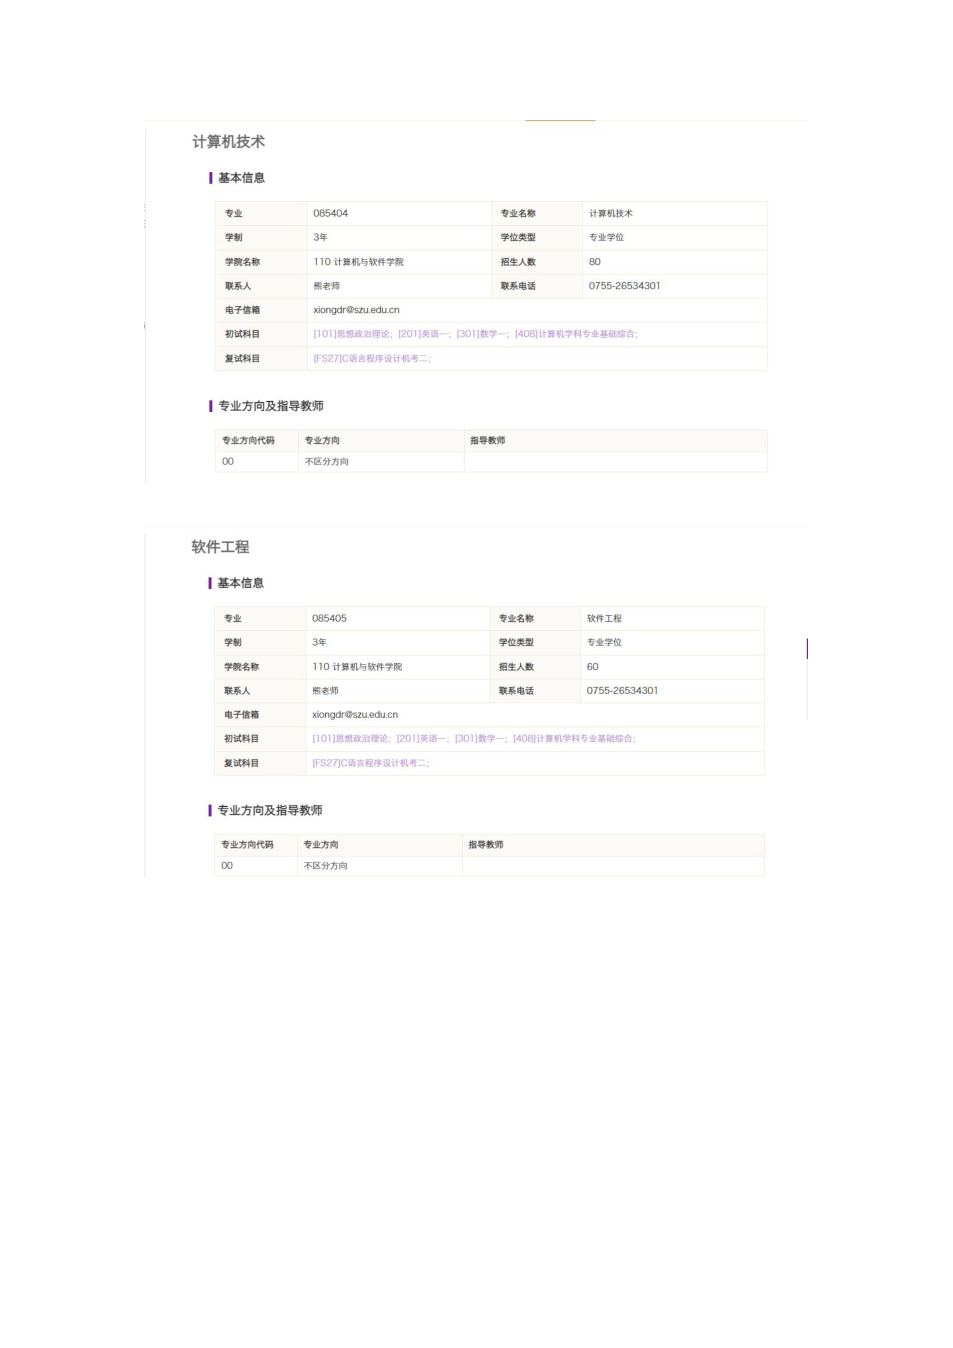 计算机技术
基本信息
专业 085404 专业名称 计算机技术
学制 3年 学位类型 专业学位
学院名称 110 计算机与软件学院 招生人数 80
联系人 熊老师 联系电话 0755-26534301
电子信箱 xiongdr@szu.edu.cn
初试科目 [101]思想政治理论; [201]英语一; [301]数学一; [408]计算机学科专业基础综合;
复试科目 [FS27]C语言程序设计机考二;
专业方向及指导教师
专业方向代码 专业方向 指导教师
00 不区分方向
软件工程
基本信息
专业 085405 专业名称 软件工程
学制 3年 学位类型 专业学位
学院名称 110 计算机与软件学院 招生人数 60
联系人 熊老师 联系电话 0755-26534301
电子信箱 xiongdr@szu.edu.cn
初试科目 [101]思想政治理论; [201]英语一; [301]数学一; [408]计算机学科专业基础综合;
复试科目 [FS27]C语言程序设计机考二;
专业方向及指导教师
专业方向代码 专业方向 指导教师
00 不区分方向